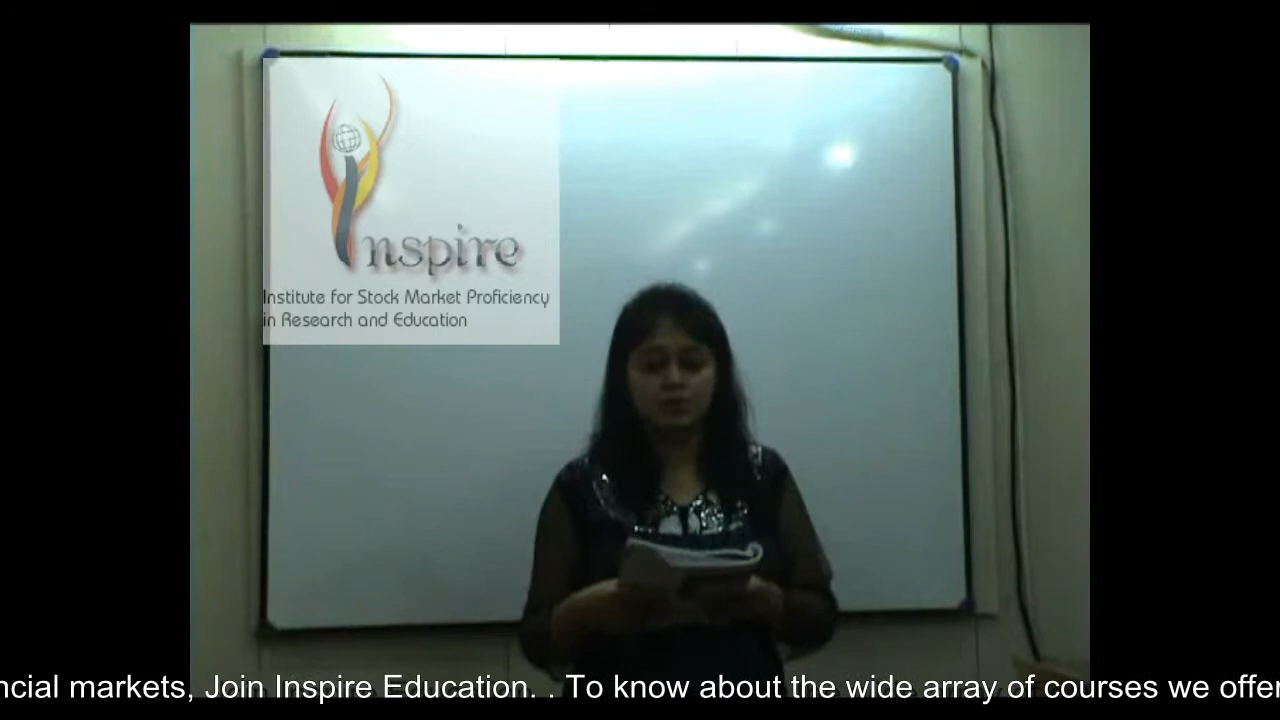 Inspire
Institute for Stock Market Proficiency
in Research and Education
ncial markets, Join Inspire Education. . To know about the wide array of courses we offer